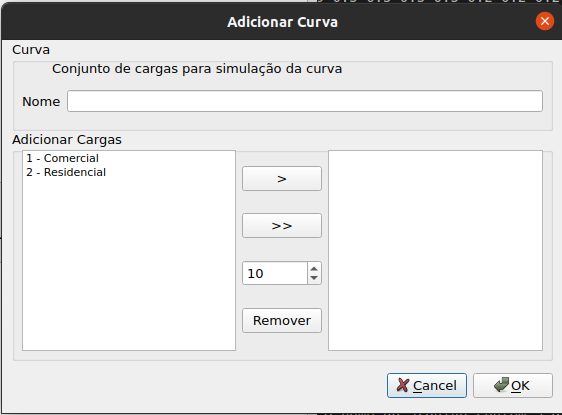 Adicionar Curva
Curva
Conjunto de cargas para simulação da curva
Nome
Adicionar Cargas
1 - Comercial
2 - Residencial
>
>>
10
Remover
Cancel
OK